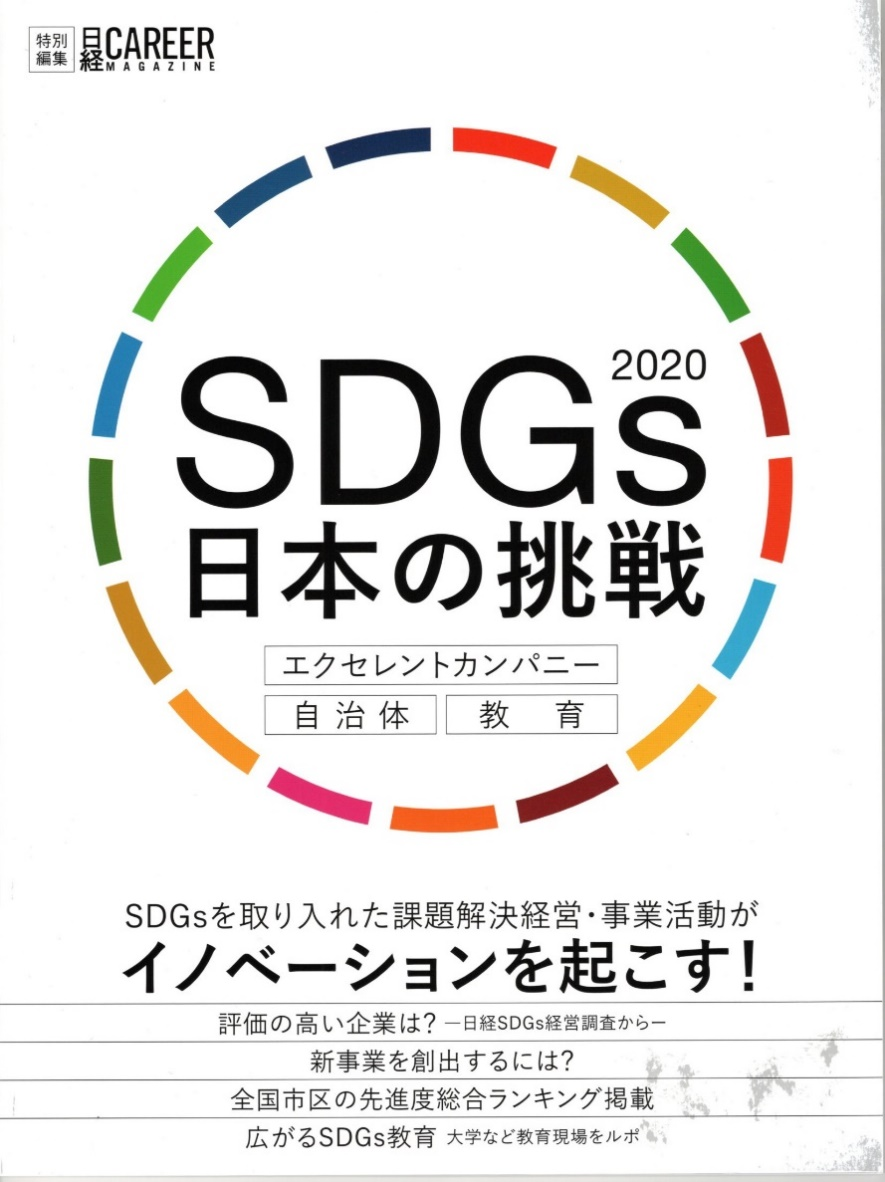 特別
編集
日経CAREER
MAGAZINE
2020
SDGs
日本の挑戦
エクセレントカンパニー
自治体 教育
SDGsを取り入れた課題解決経営・事業活動が
イノベーションを起こす！
評価の高い企業は？ ―日経SDGs経営調査から―
新事業を創出するには？
全国市区の先進度総合ランキング掲載
広がるSDGs教育 大学など教育現場をルポ